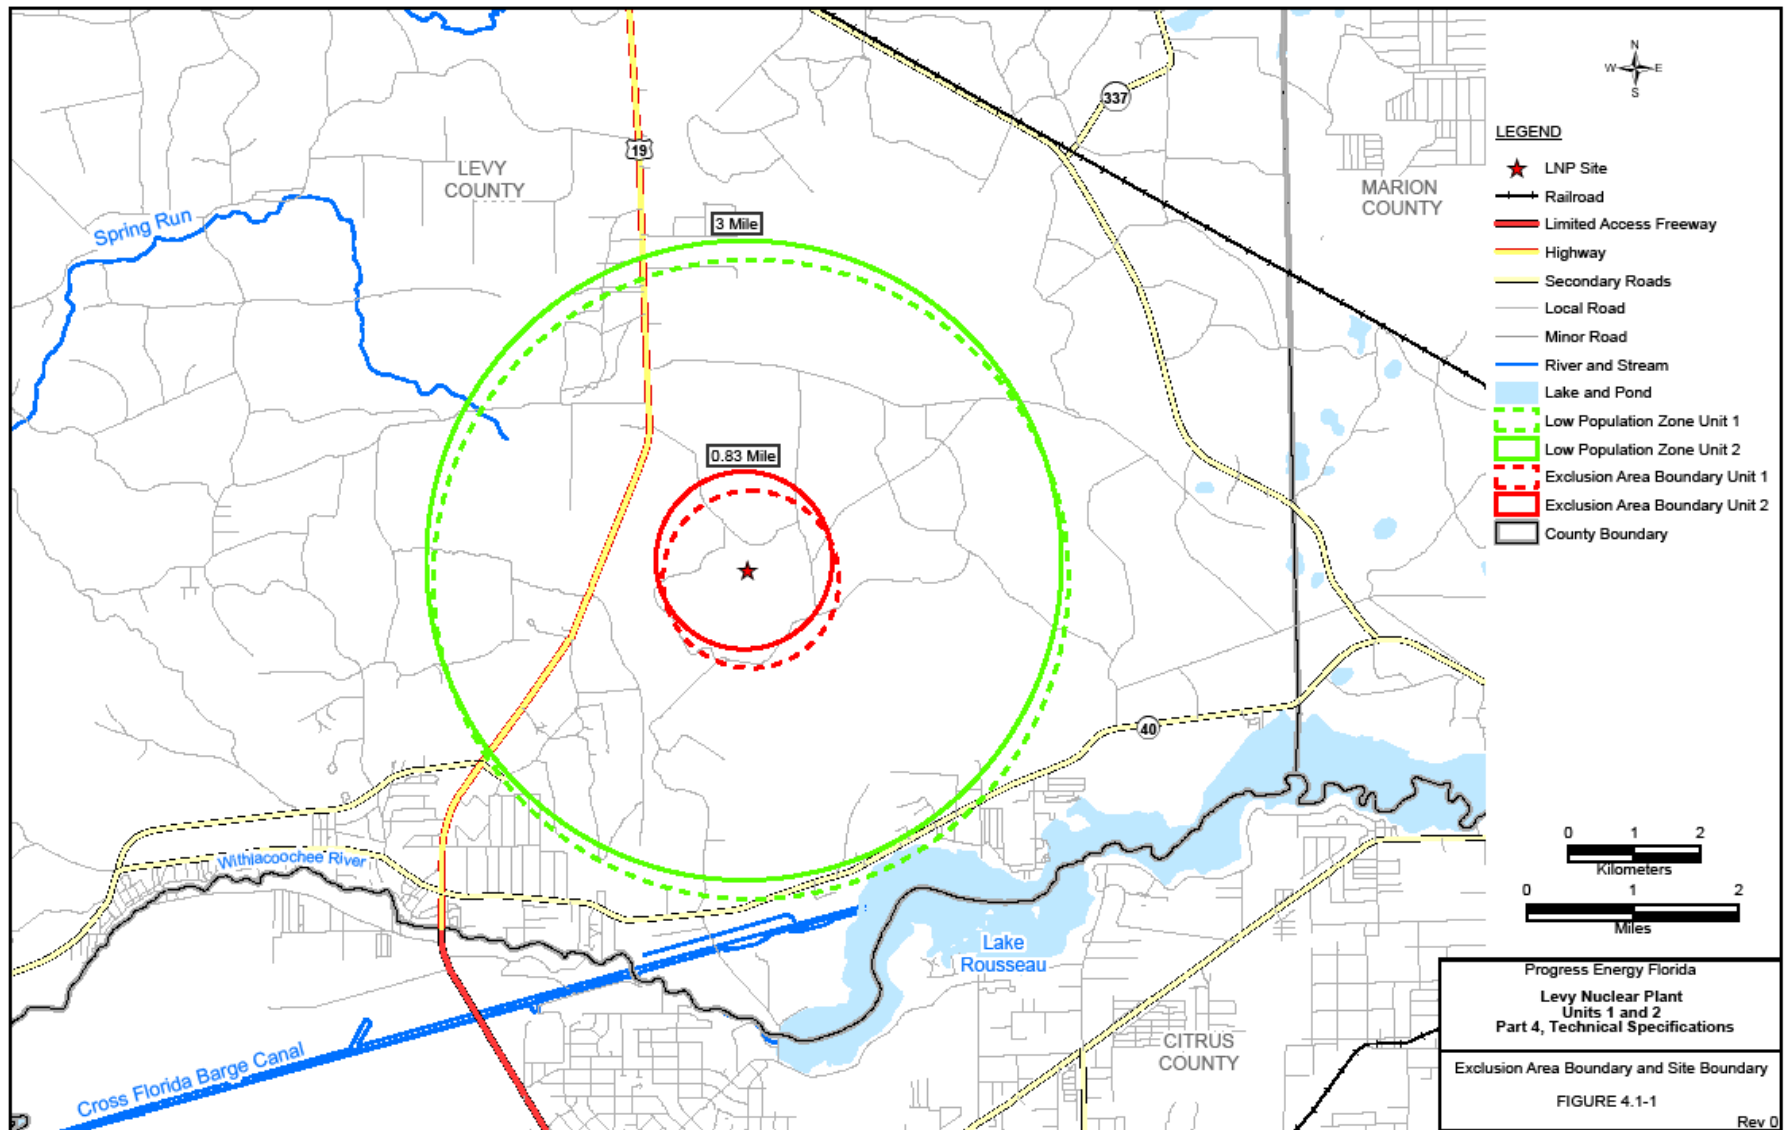 N
W E
S
337
19
LEVY
COUNTY
MARION
COUNTY
Spring Run
3 Mile
0.83 Mile
40
Withlacoochee River
Lake
Rousseau
CITRUS
COUNTY
Cross Florida Barge Canal
LEGEND
LNP Site
Railroad
Limited Access Freeway
Highway
Secondary Roads
Local Road
Minor Road
River and Stream
Lake and Pond
Low Population Zone Unit 1
Low Population Zone Unit 2
Exclusion Area Boundary Unit 1
Exclusion Area Boundary Unit 2
County Boundary
0 1 2
Kilometers
0 1 2
Miles
Progress Energy Florida
Levy Nuclear Plant
Units 1 and 2
Part 4, Technical Specifications
Exclusion Area Boundary and Site Boundary
FIGURE 4.1-1
Rev 0